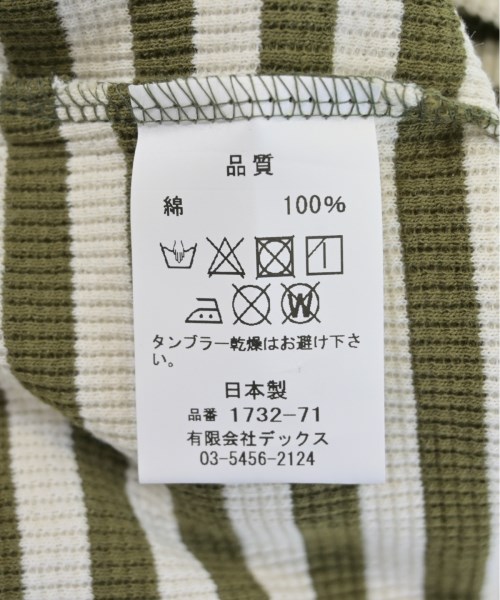 品質
綿 100%
W
タンブラー乾燥はお避け下さ
い。
日本製
品番 1732-71
有限会社デックス
03-5456-2124